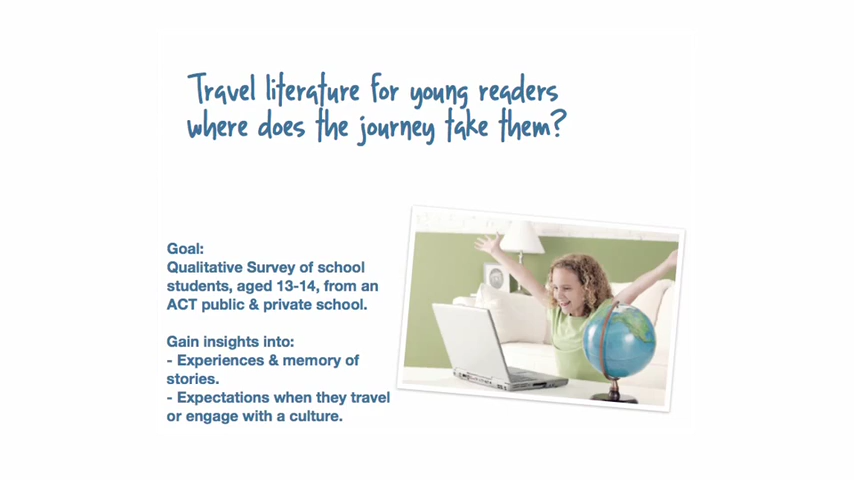 Travel literature for young readers
where does the journey take them?
Goal:
Qualitative Survey of school
students, aged 13-14, from an
ACT public & private school.
Gain insights into:
- Experiences & memory of
stories.
- Expectations when they travel
or engage with a culture.